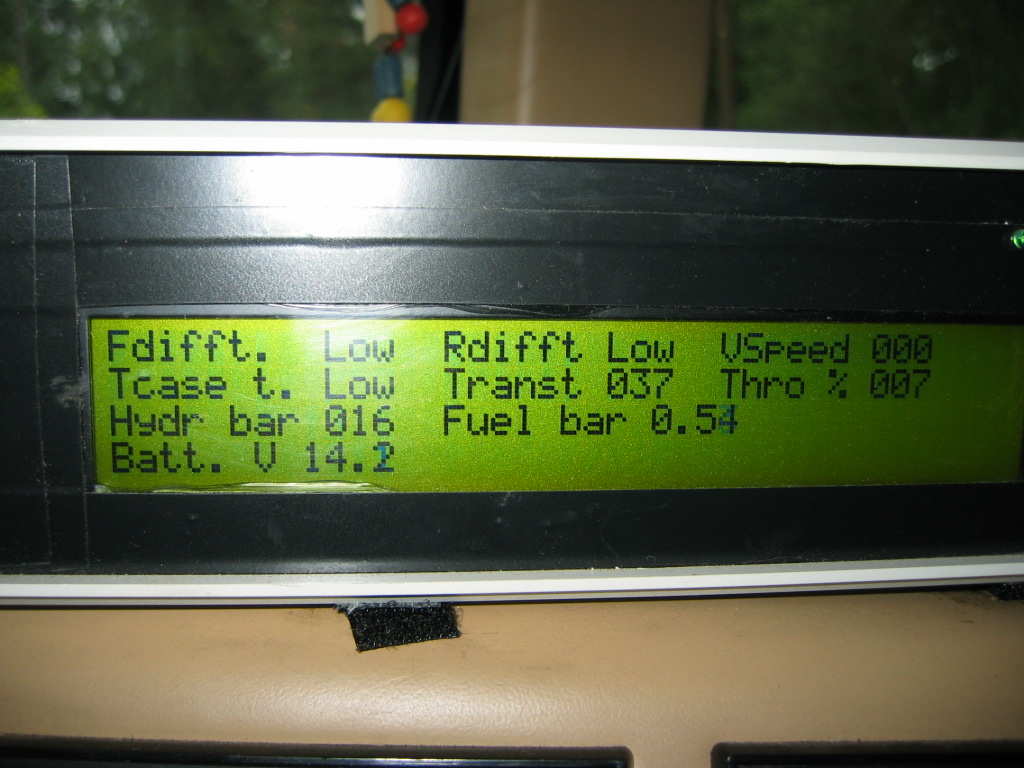 Fdifft. Low Rdifft Low VSpeed 000
Tcase t. Low Transt 037 Thro % 007
Hydr bar 016 Fuel bar 0.54
Batt. V 14.2